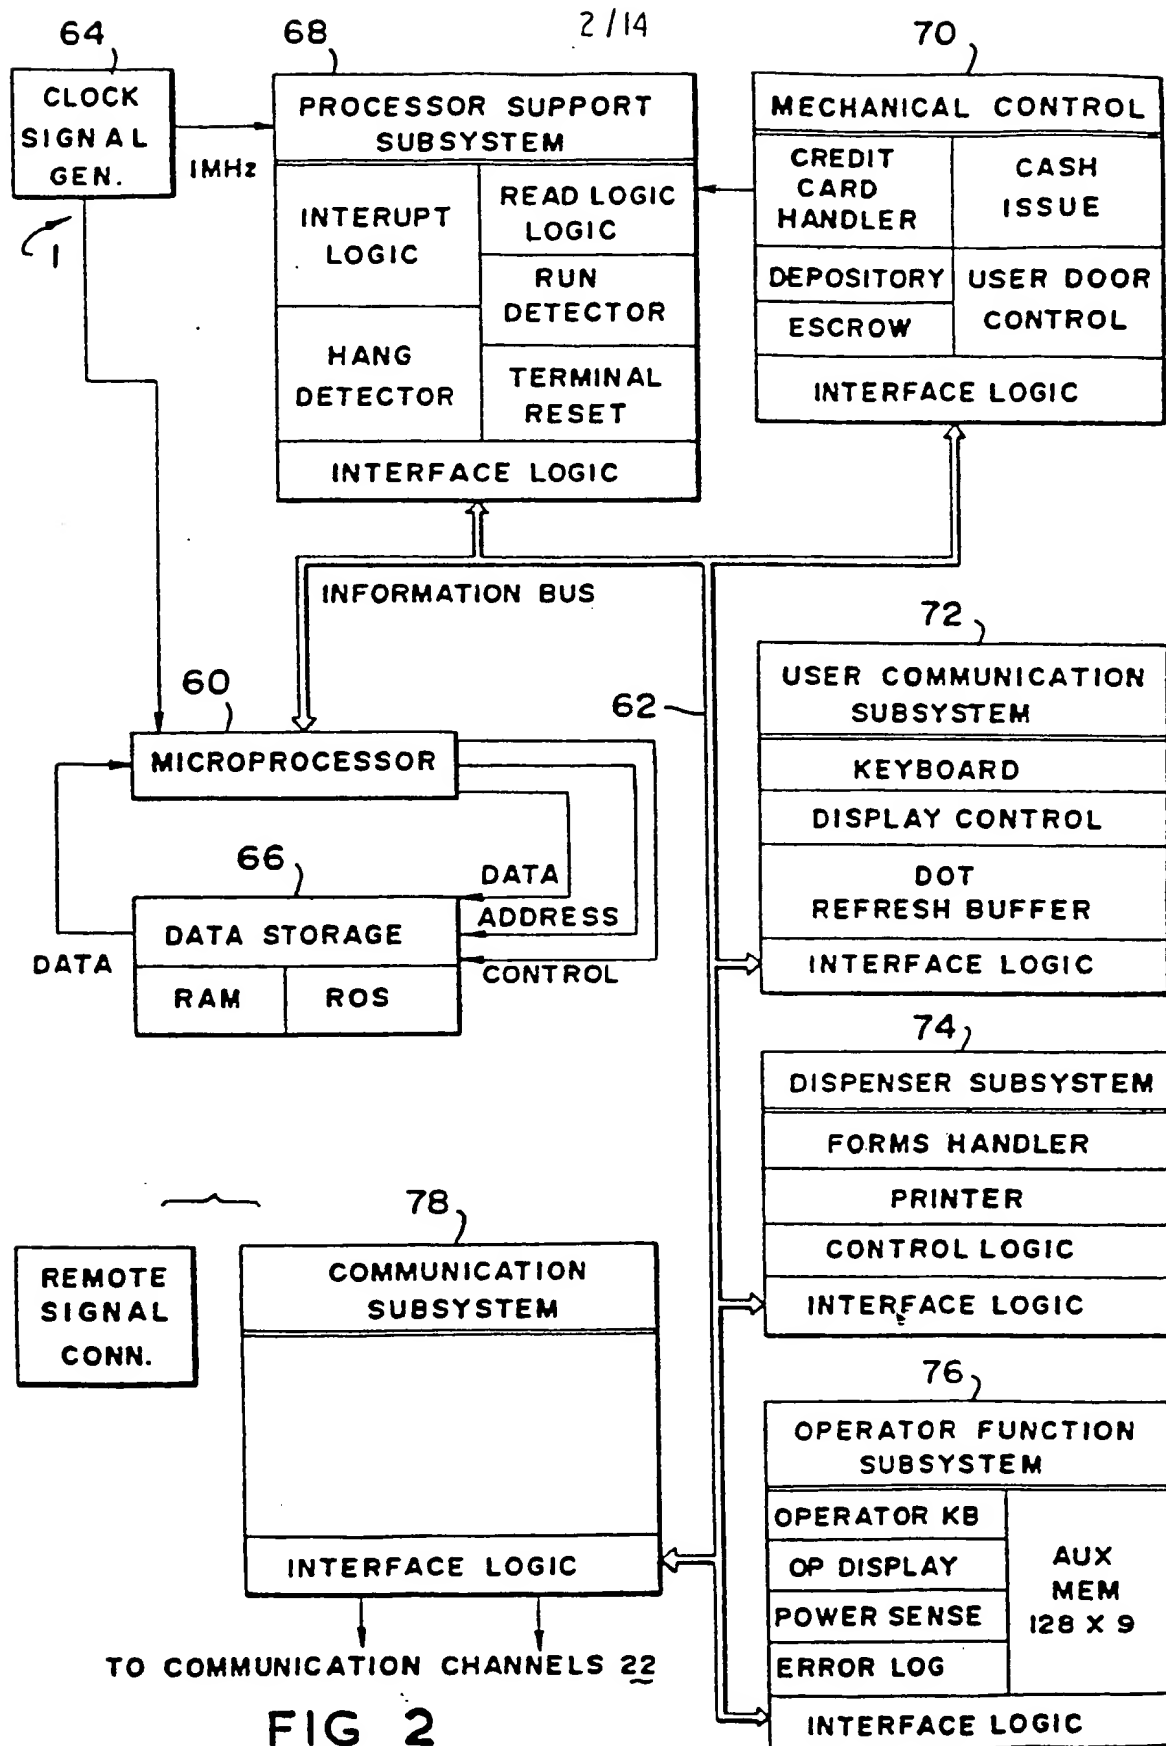 2/14
64
CLOCK
SIGNAL
GEN.
1MHz
1
68
PROCESSOR SUPPORT
SUBSYSTEM
INTERUPT
LOGIC
READ LOGIC
LOGIC
RUN
DETECTOR
HANG
DETECTOR
TERMINAL
RESET
INTERFACE LOGIC
70
MECHANICAL CONTROL
CREDIT
CARD
HANDLER
CASH
ISSUE
DEPOSITORY
ESCROW
USER DOOR
CONTROL
INTERFACE LOGIC
INFORMATION BUS
62
60
MICROPROCESSOR
66
DATA STORAGE
RAM
ROS
DATA
DATA
ADDRESS
CONTROL
72
USER COMMUNICATION
SUBSYSTEM
KEYBOARD
DISPLAY CONTROL
DOT
REFRESH BUFFER
INTERFACE LOGIC
74
DISPENSER SUBSYSTEM
FORMS HANDLER
PRINTER
CONTROL LOGIC
INTERFACE LOGIC
REMOTE
SIGNAL
CONN.
78
COMMUNICATION
SUBSYSTEM
INTERFACE LOGIC
TO COMMUNICATION CHANNELS 22
76
OPERATOR FUNCTION
SUBSYSTEM
OPERATOR KB
OP DISPLAY
POWER SENSE
ERROR LOG
AUX
MEM
128 X 9
INTERFACE LOGIC
FIG 2